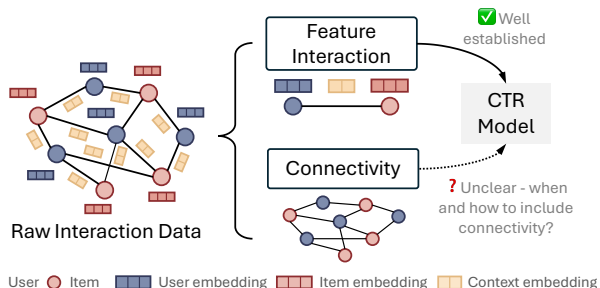 Feature
Interaction
✅ Well
established
CTR
Model
Connectivity
❓ Unclear - when
and how to include
connectivity?
Raw Interaction Data
User Item User embedding Item embedding Context embedding